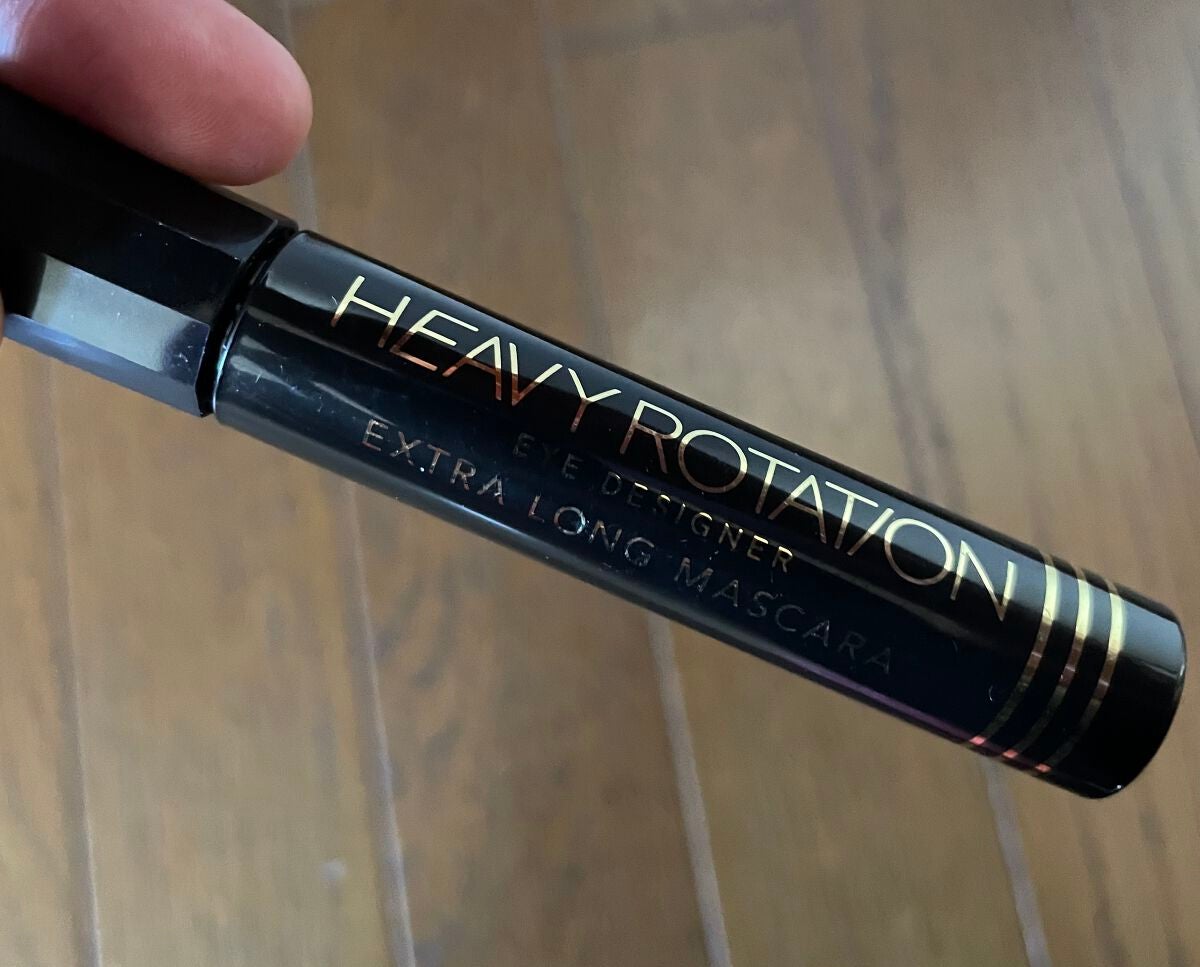 HEAVY ROTATION
EYE DESIGNER
EXTRA LONG MASCARA